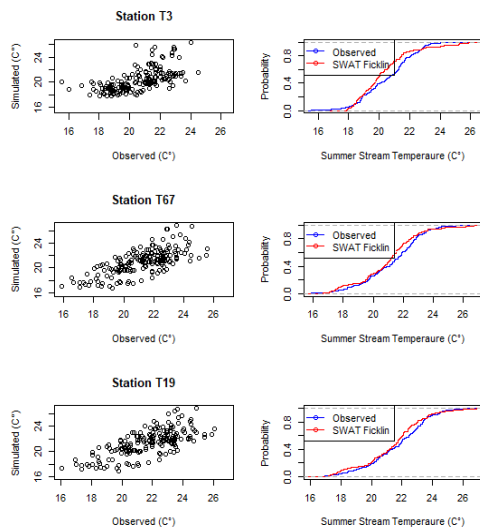 Station T3
Simulated (C°)
16 20 24
16 18 20 22 24 26
Observed (C°)
Probability
0.0 0.4 0.8
Observed
SWAT Ficklin
16 18 20 22 24 26
Summer Stream Temperaure (C°)
Station T67
Simulated (C°)
16 20 24
16 18 20 22 24 26
Observed (C°)
Probability
0.0 0.4 0.8
Observed
SWAT Ficklin
16 18 20 22 24 26
Summer Stream Temperaure (C°)
Station T19
Simulated (C°)
16 20 24
16 18 20 22 24 26
Observed (C°)
Probability
0.0 0.4 0.8
Observed
SWAT Ficklin
16 18 20 22 24 26
Summer Stream Temperaure (C°)